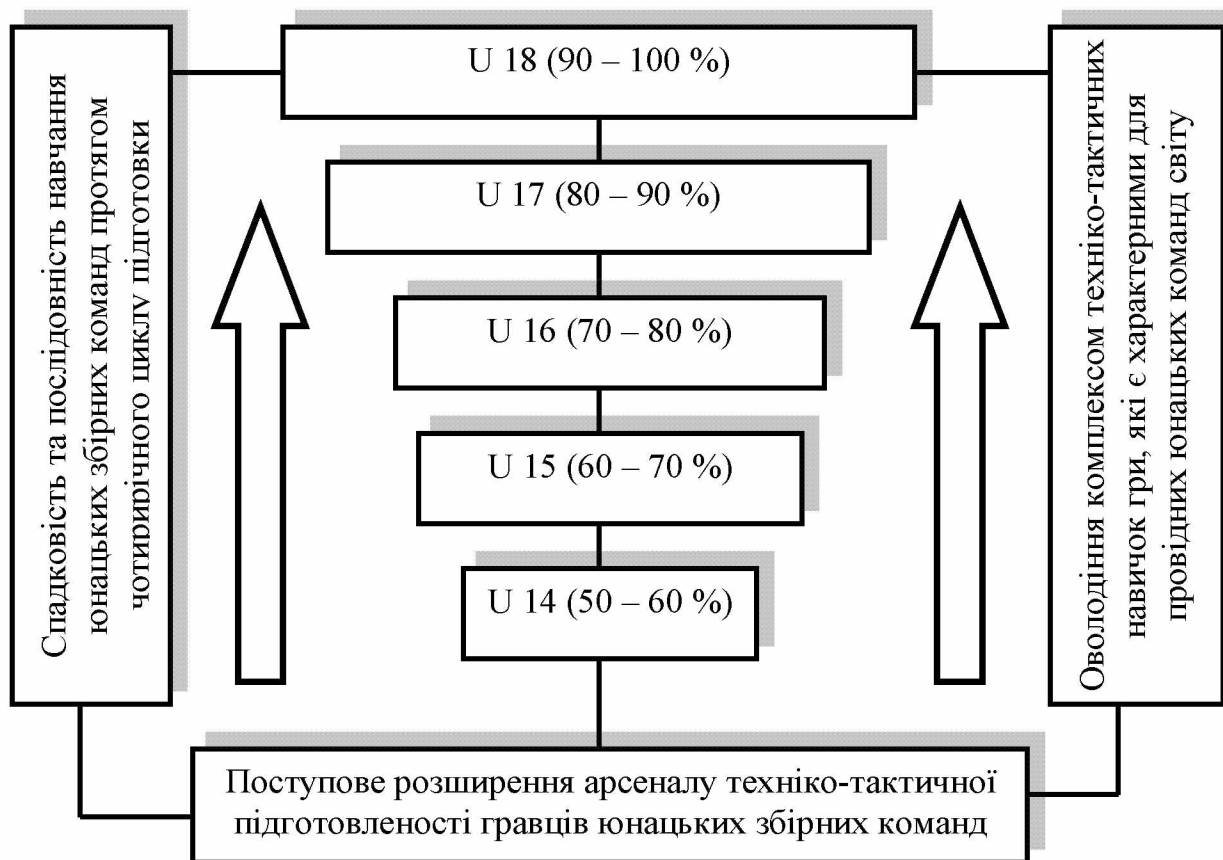 Спадковість та послідовність навчання
юнацьких збірних команд протягом
чотирирічного циклу підготовки
U 18 (90 – 100 %)
U 17 (80 – 90 %)
U 16 (70 – 80 %)
U 15 (60 – 70 %)
U 14 (50 – 60 %)
Оволодіння комплексом техніко-тактичних
навичок гри, які є характерними для
провідних юнацьких команд світу
Поступове розширення арсеналу техніко-тактичної
підготовленості гравців юнацьких збірних команд